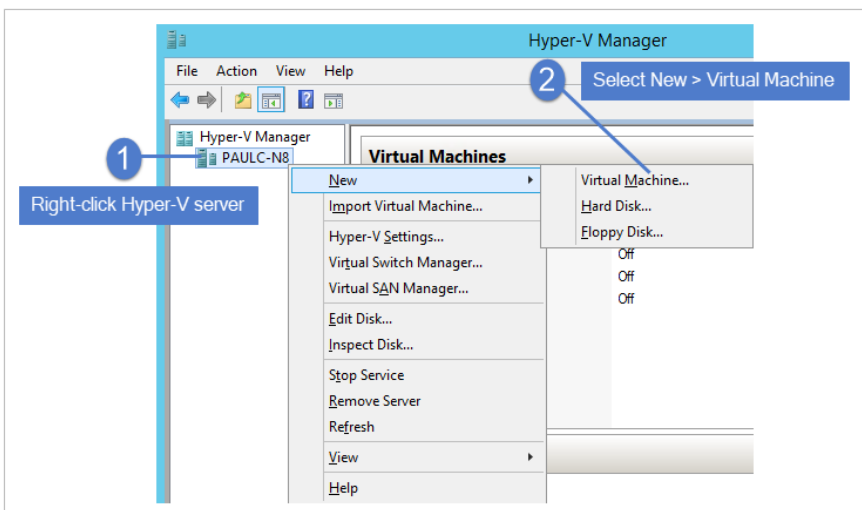 Hyper-V Manager
File Action View Help
2
Select New > Virtual Machine
Hyper-V Manager
1
PAULC-N8
Right-click Hyper-V server
Virtual Machines
New
Import Virtual Machine...
Hyper-V Settings...
Virtual Switch Manager...
Virtual SAN Manager...
Edit Disk...
Inspect Disk...
Stop Service
Remove Server
Refresh
View
Help
Virtual Machine...
Hard Disk...
Floppy Disk...
Off
Off
Off